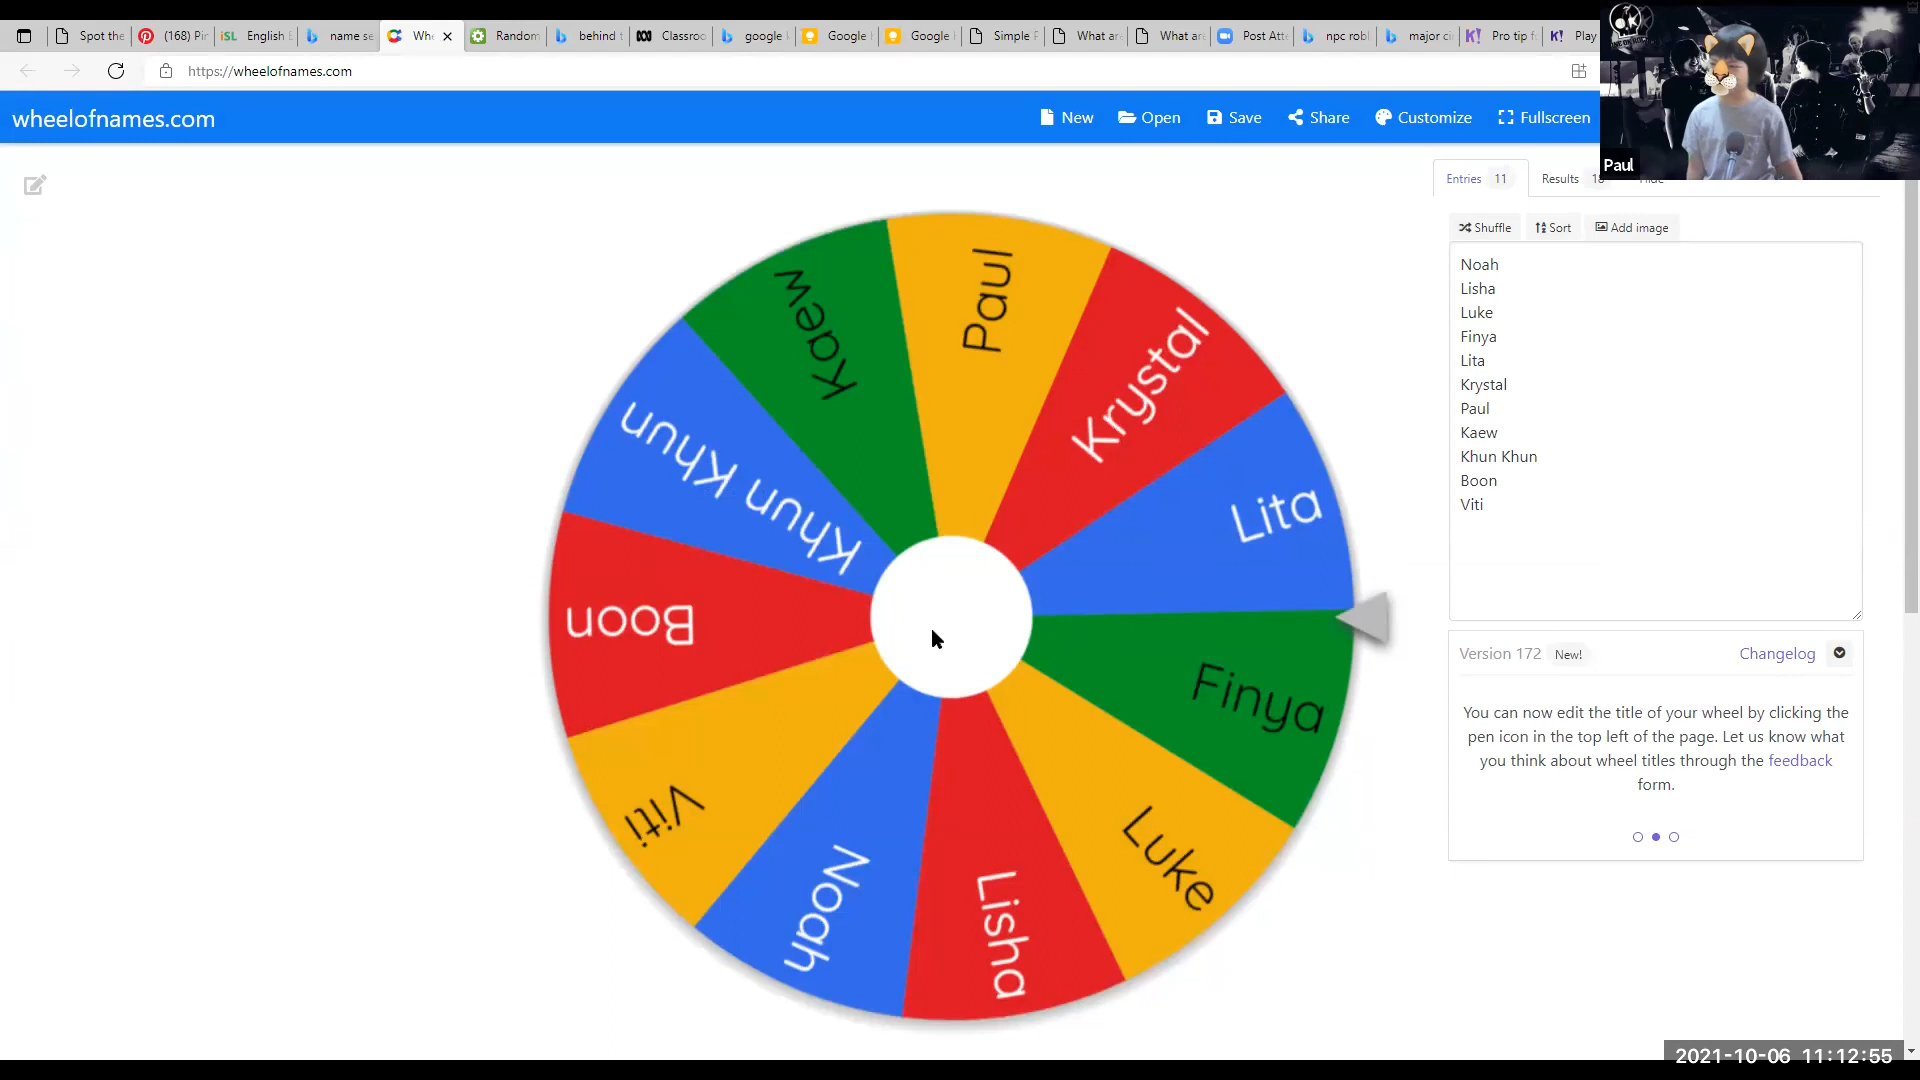 Spot the
(168) Pi
English
name se
Whe
Random
behind t
Classroo
google
Google
Google
Simple P
What ar
What ar
Post Atte
npc robl
major ci
Pro tip f
Play
https://wheelofnames.com
wheelofnames.com
New
Open
Save
Share
Customize
Fullscreen
Paul
Entries 11
Results
Hide
Shuffle
Sort
Add image
Noah
Lisha
Luke
Finya
Lita
Krystal
Paul
Kaew
Khun Khun
Boon
Viti
Kaew
Paul
Krystal
Lita
Finya
Luke
Lisha
Noah
Viti
Boon
Khun Khun
Version 172 New! Changelog
You can now edit the title of your wheel by clicking the
pen icon in the top left of the page. Let us know what
you think about wheel titles through the feedback
form.
2021-10-06 11:12:55